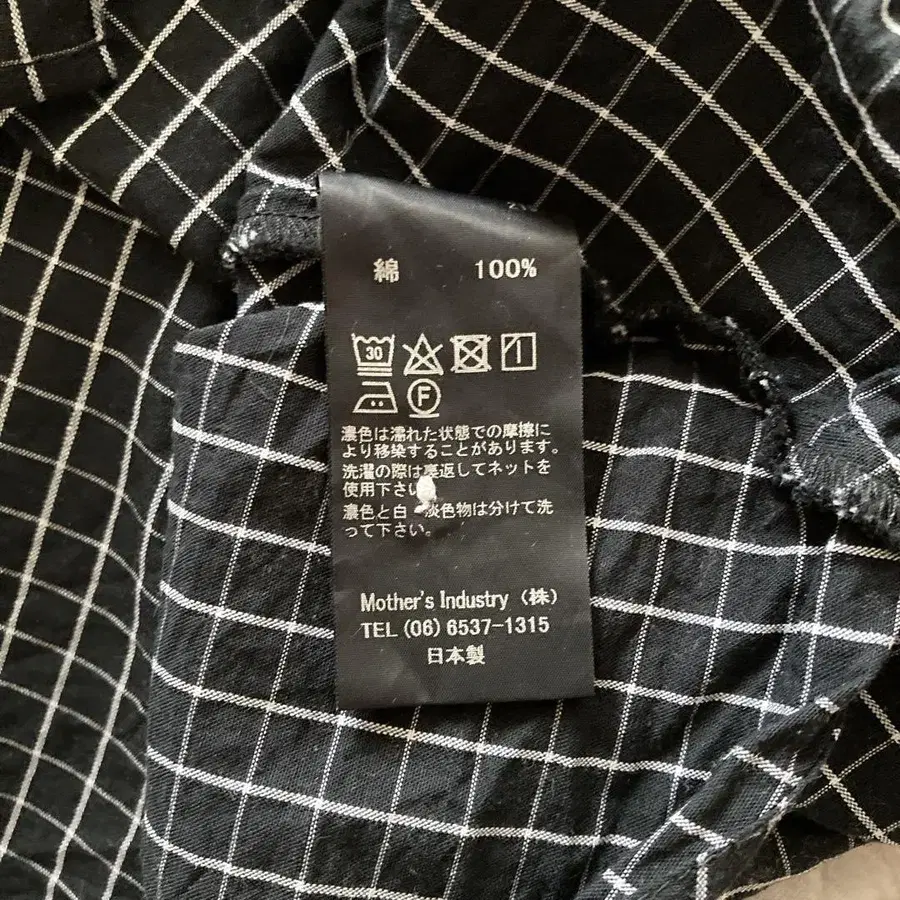 綿 100%
30
F
濃色は濡れた状態での摩擦に
より移染することがあります。
洗濯の際は裏返してネットを
使用下さい
濃色と白・淡色物は分けて洗
って下さい。
Mother's Industry（株）
TEL (06) 6537-1315
日本製